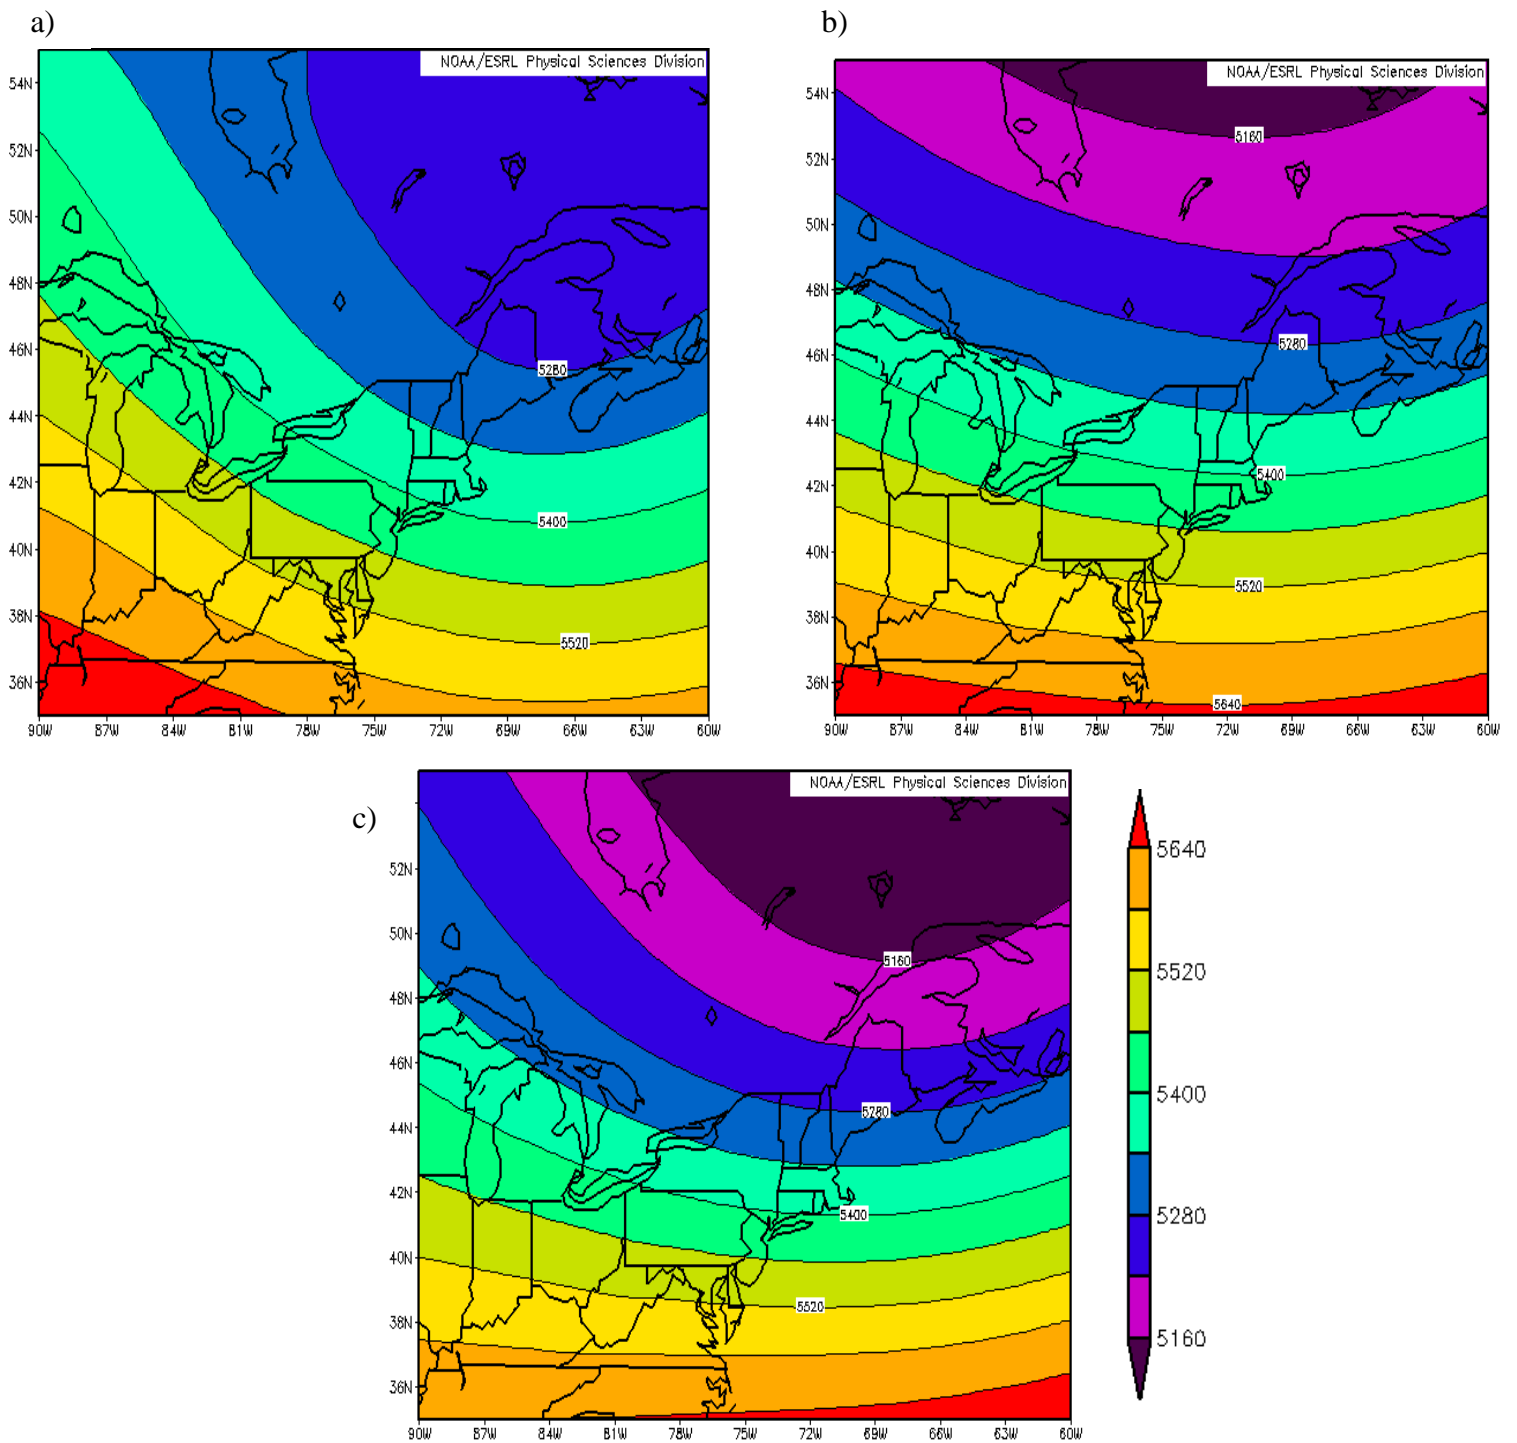 a)
NOAA/ESRL Physical Sciences Division
54N
52N
50N
48N
46N
44N
42N
40N
38N
36N
5280
5400
5520
90W 87W 84W 81W 78W 75W 72W 69W 66W 63W 60W
b)
NOAA/ESRL Physical Sciences Division
54N
52N
50N
48N
46N
44N
42N
40N
38N
36N
5160
5280
5400
5520
5640
90W 87W 84W 81W 78W 75W 72W 69W 66W 63W 60W
c)
NOAA/ESRL Physical Sciences Division
52N
50N
48N
46N
44N
42N
40N
38N
36N
5160
5280
5400
5520
90W 87W 84W 81W 78W 75W 72W 69W 66W 63W 60W
5640
5520
5400
5280
5160